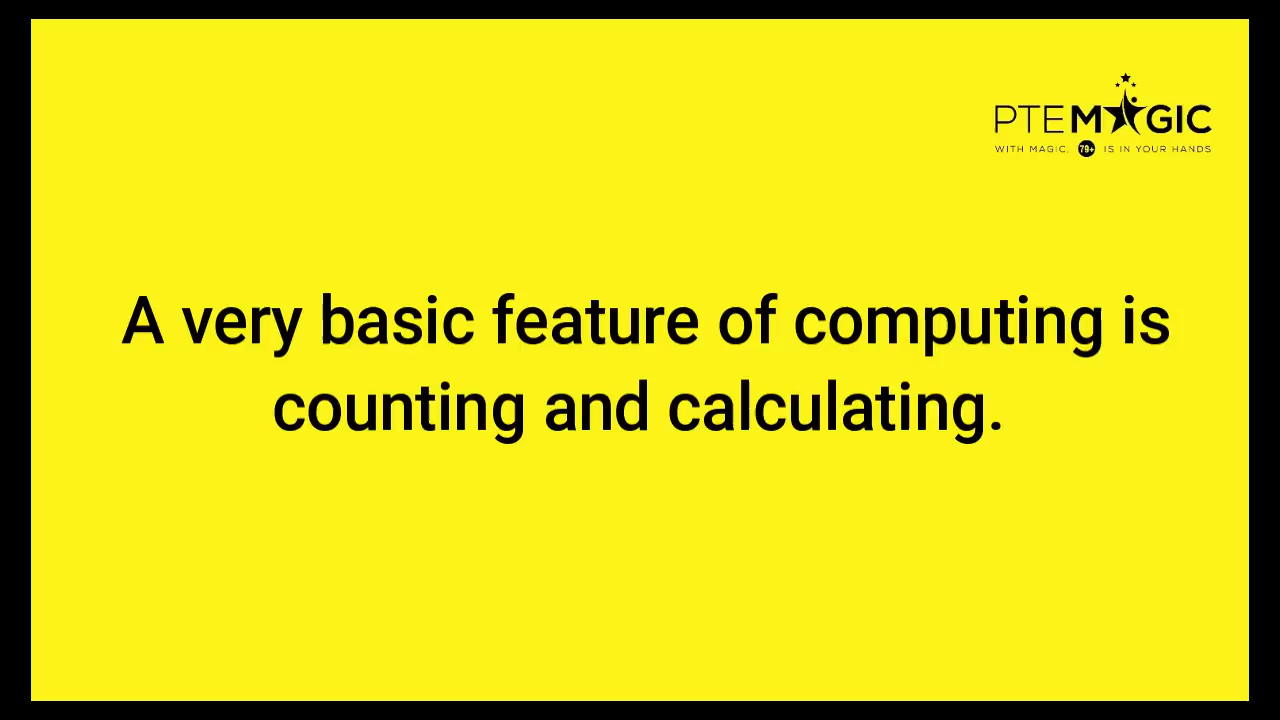 PTEMAGIC
WITH MAGIC, 79+ IS IN YOUR HANDS
A very basic feature of computing is
counting and calculating.